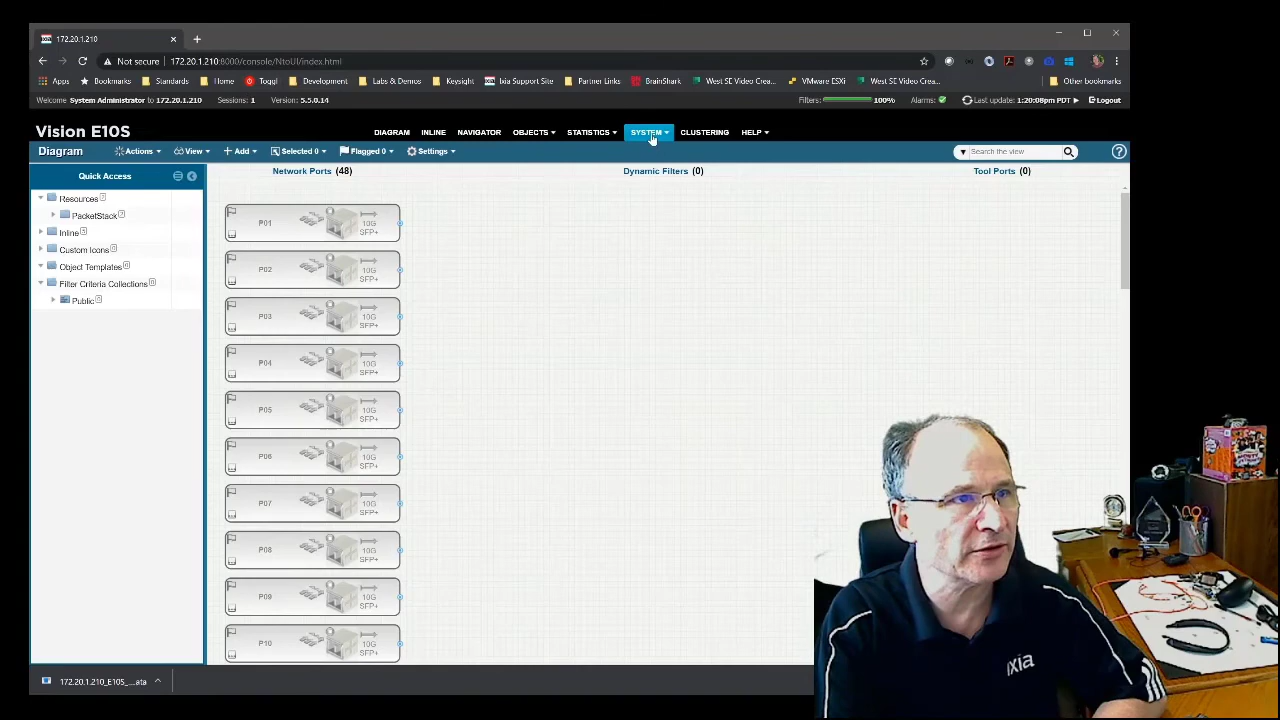 172.20.1.210
Not secure 172.20.1.210:8000/console/NtoUI/index.html
Apps Bookmarks Standards Home Toggl Development Labs & Demos Keysight Ixia Support Site Partner Links BrainShark West SE Video Crea... VMware ESXi West SE Video Crea... Other bookmarks
Welcome System Administrator to 172.20.1.210 Sessions: 1 Version: 5.5.0.14 Filters: 100% Alarms: Last update: 1:20:08pm PDT Logout
Vision E10S DIAGRAM INLINE NAVIGATOR OBJECTS STATISTICS SYSTEM CLUSTERING HELP
Diagram Actions View Add Selected 0 Flagged 0 Settings Search the view
Quick Access Network Ports (48) Dynamic Filters (0) Tool Ports (0)
Resources
PacketStack
Inline
Custom Icons 0
Object Templates 0
Filter Criteria Collections 0
Public 0
P01 10G SFP+
P02 10G SFP+
P03 10G SFP+
P04 10G SFP+
P05 10G SFP+
P06 10G SFP+
P07 10G SFP+
P08 10G SFP+
P09 10G SFP+
P10 10G SFP+
ixia
172.20.1.210_E10S_....ata